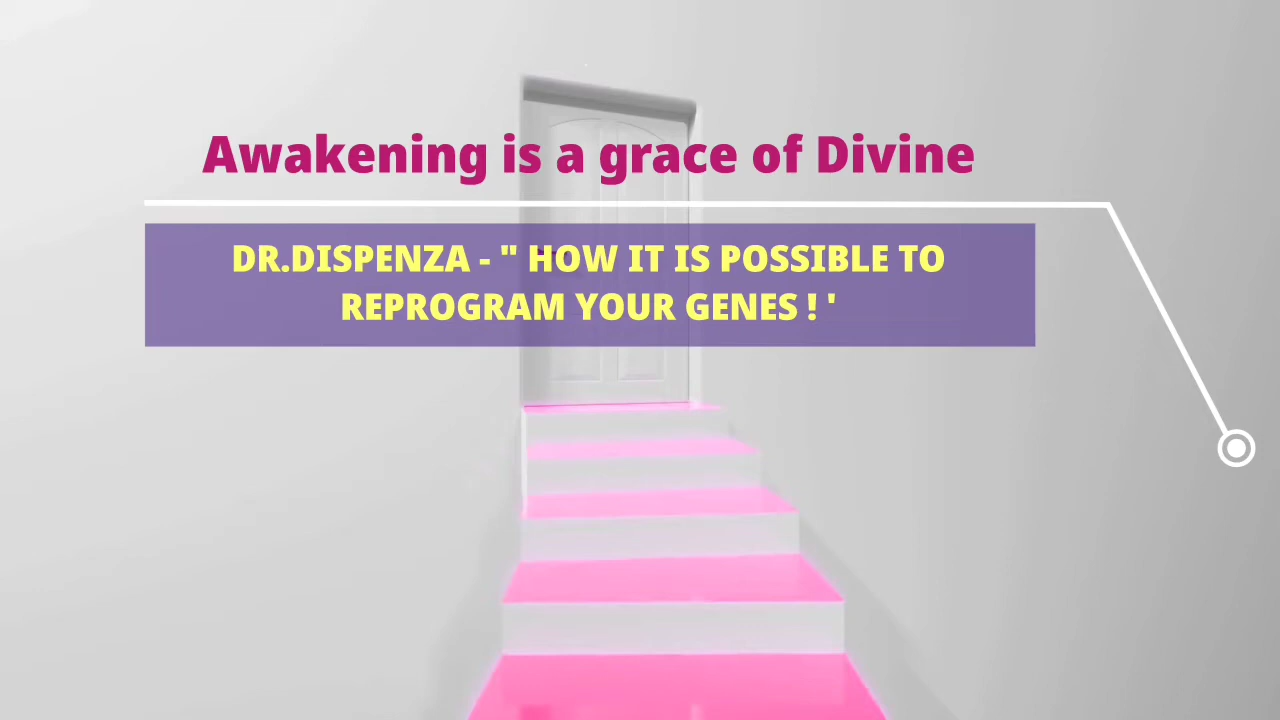 Awakening is a grace of Divine
DR.DISPENZA - " HOW IT IS POSSIBLE TO
REPROGRAM YOUR GENES ! '